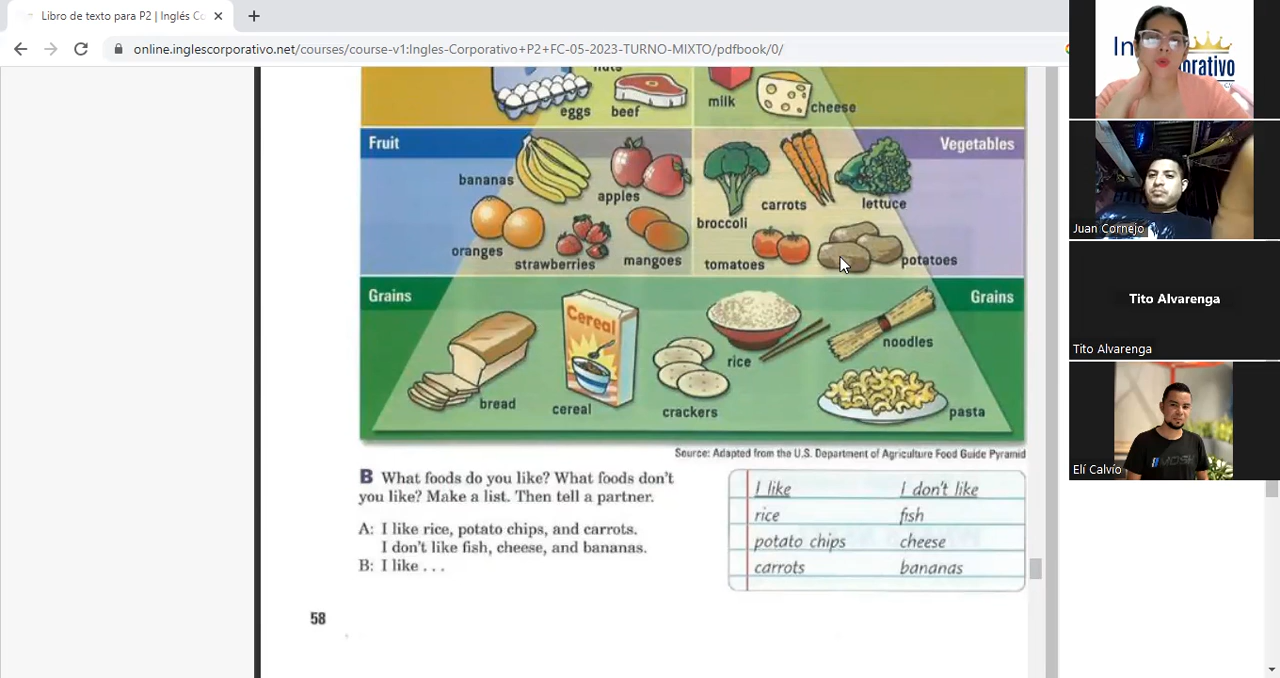 Libro de texto para P2 | Inglés Co
online.inglescorporativo.net/courses/course-v1:Ingles-Corporativo+P2+FC-05-2023-TURNO-MIXTO/pdfbook/0/
nuts
eggs
beef
milk
cheese
Fruit
Vegetables
bananas
apples
carrots
lettuce
broccoli
oranges
strawberries
mangoes
tomatoes
potatoes
Grains
Grains
Cereal
rice
noodles
bread
cereal
crackers
pasta
Source: Adapted from the U.S. Department of Agriculture Food Guide Pyramid
B What foods do you like? What foods don't
you like? Make a list. Then tell a partner.
A: I like rice, potato chips, and carrots.
I don't like fish, cheese, and bananas.
B: I like . . .
I like I don't like
rice fish
potato chips cheese
carrots bananas
58
In
orativo
Juan Cornejo
Tito Alvarenga
Tito Alvarenga
Elí Calvío